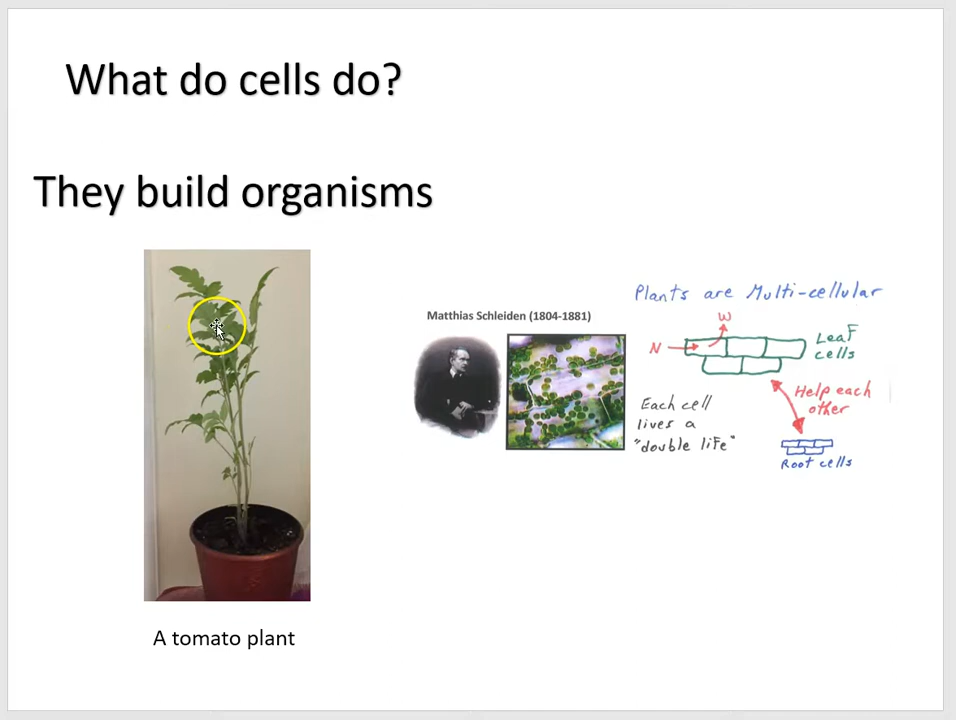 What do cells do?
They build organisms
A tomato plant
Matthias Schleiden (1804-1881)
Plants are Multi-cellular
W
N
Leaf
cells
Each cell
lives a
"double life"
Help each
other
Root cells